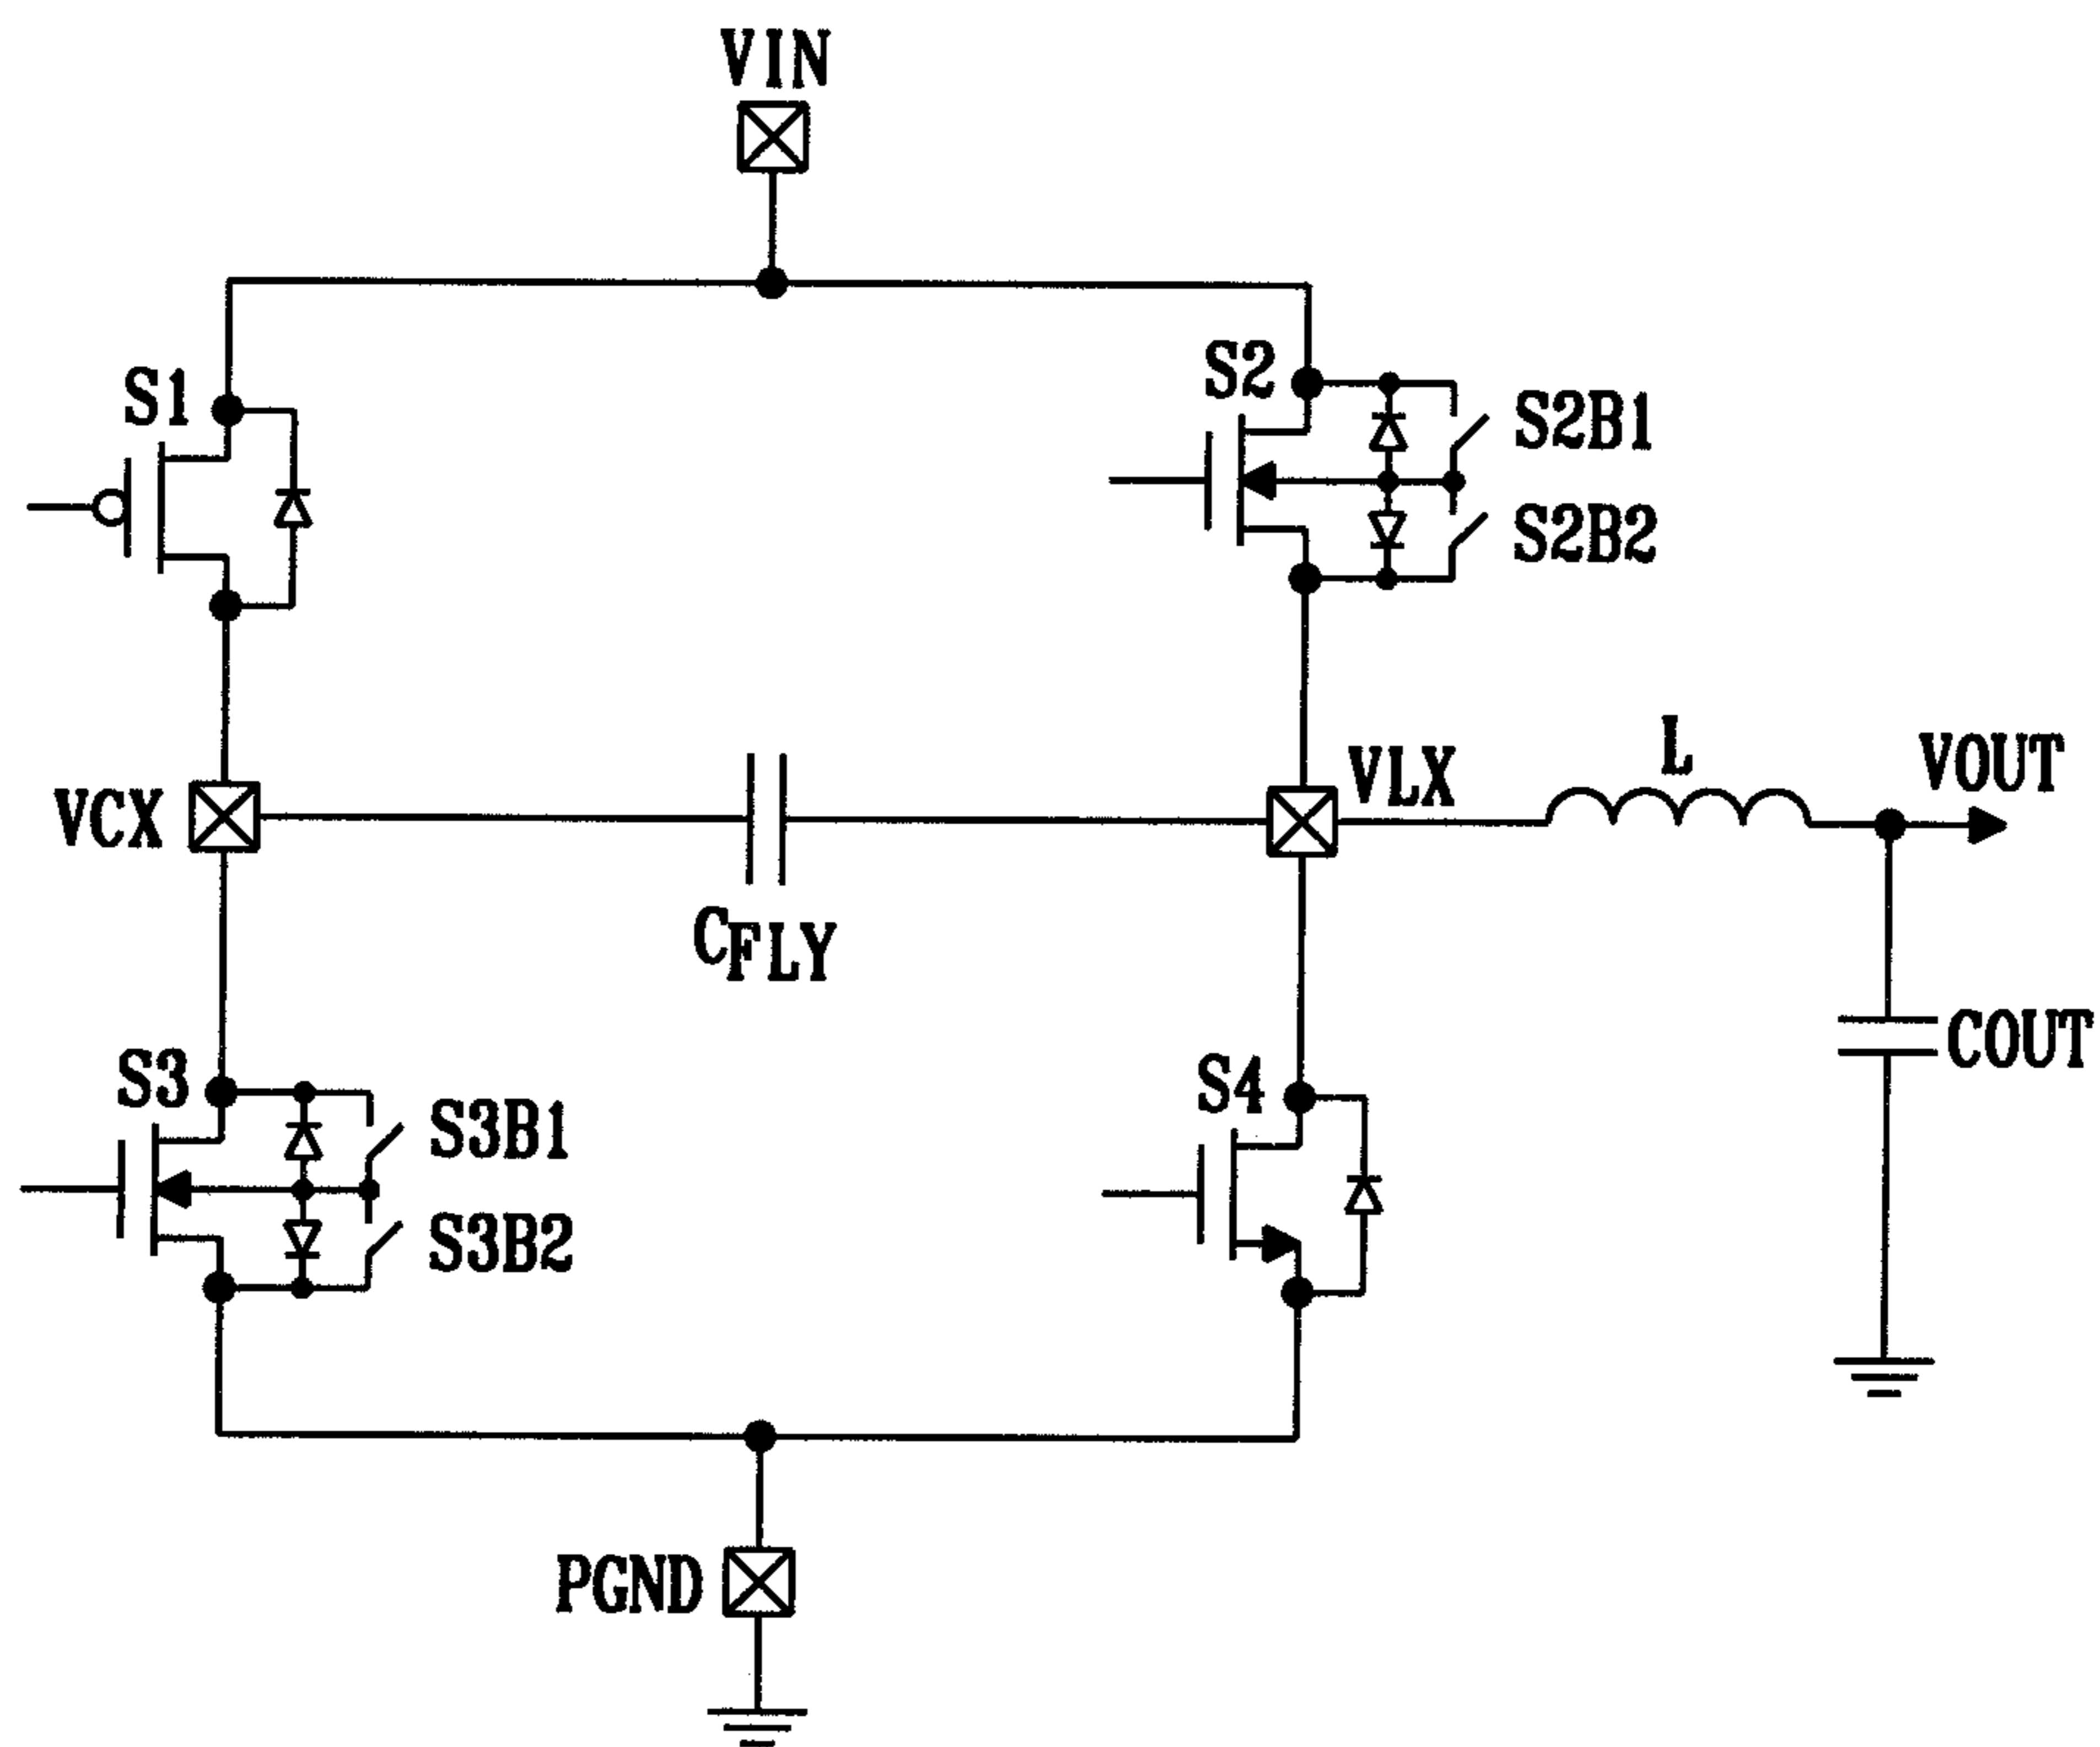 VIN
S1
S2
S2B1
S2B2
VCX
CFLY
VLX
L
VOUT
S3
S3B1
S3B2
S4
COUT
PGND